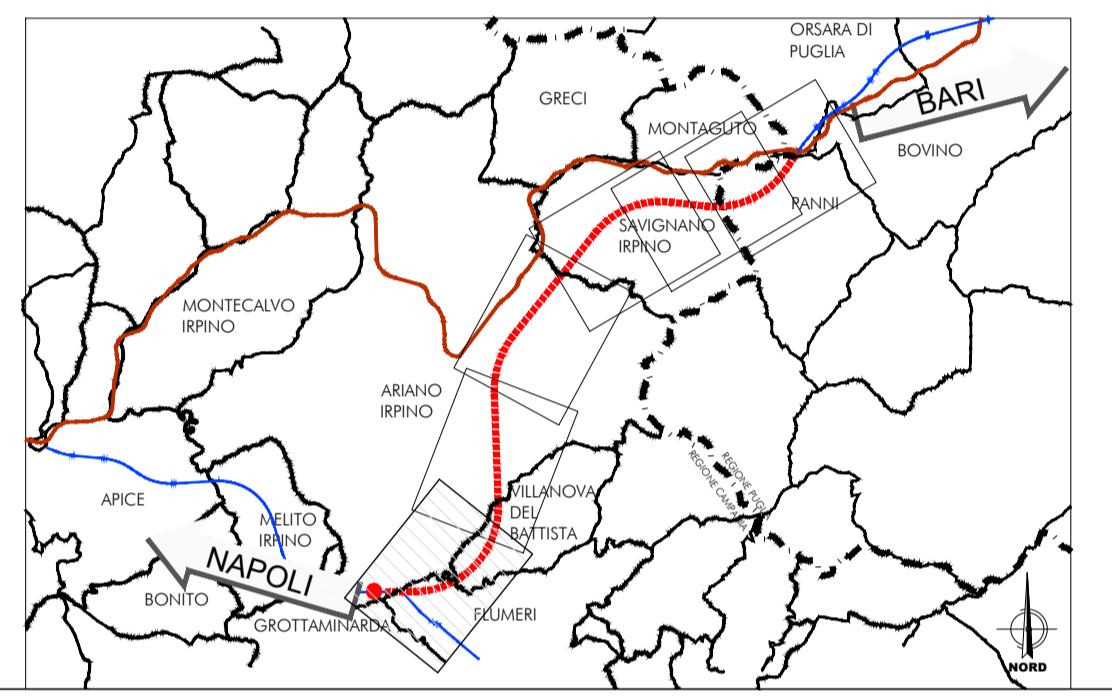 ORSARA DI
PUGLIA
GRECI
BARI
MONTAGUTO
BOVINO
PANNI
SAVIGNANO
IRPINO
MONTECALVO
IRPINO
ARIANO
IRPINO
REGIONE PUGL
REGIONE CAMPANIA
APICE
VILLANOVA
DEL
BATTISTA
MELITO
IRPINO
NAPOLI
BONITO
GROTTAMINARDA
FLUMERI
NORD